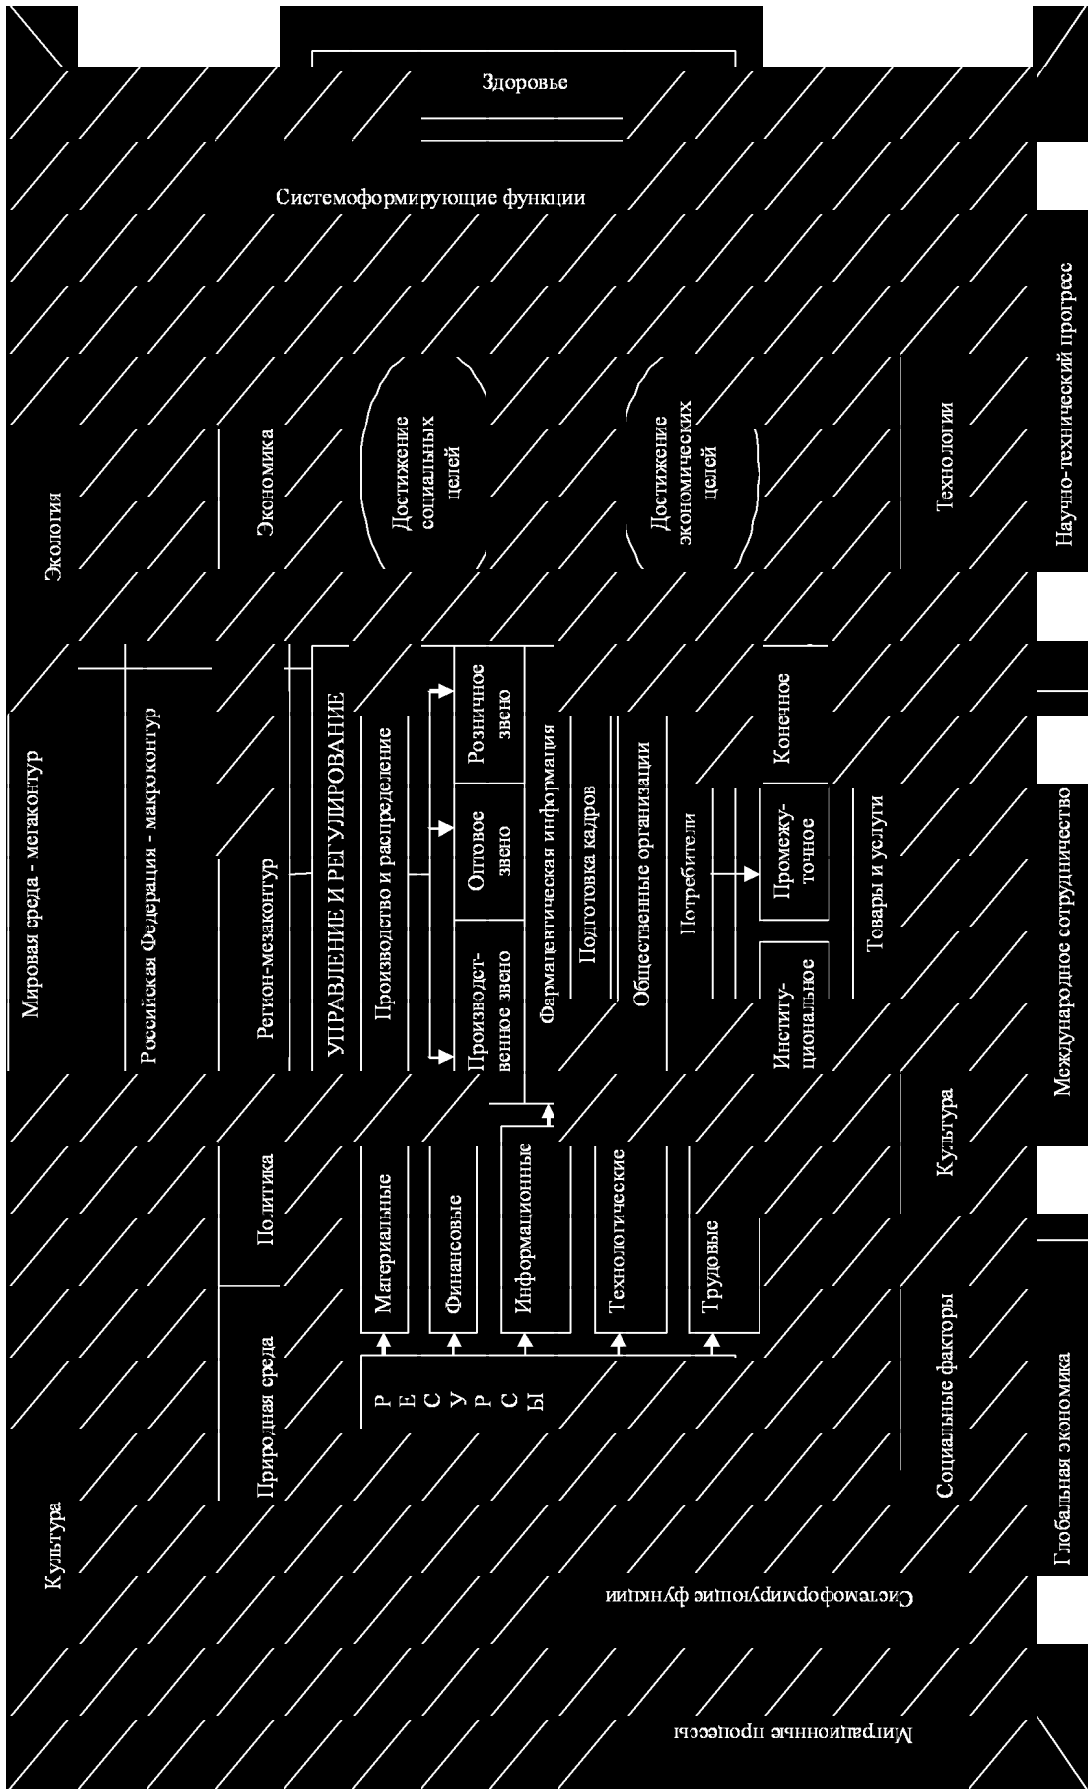 Мировая среда - метаконтур
Культура
Экология
Российская Федерация - макроконтур
Природная среда
Политика
Регион-мезаконтур
Экономика
УПРАВЛЕНИЕ И РЕГУЛИРОВАНИЕ
Миграционные процессы
Системоформирующие функции
Р
Е
С
У
Р
С
Ы
Материальные
Финансовые
Информационные
Технологические
Трудовые
Производство и распределение
Производст-
венное звено
Оптовое
звено
Розничное
звено
Фармацевтическая информация
Подготовка кадров
Общественные организации
Потребители
Институ-
циональное
Промежу-
точное
Конечное
Товары и услуги
Достижение
социальных
целей
Достижение
экономических
целей
Системоформирующие функции
Здоровье
Социальные факторы
Культура
Технологии
Глобальная экономика
Международное сотрудничество
Научно-технический прогресс